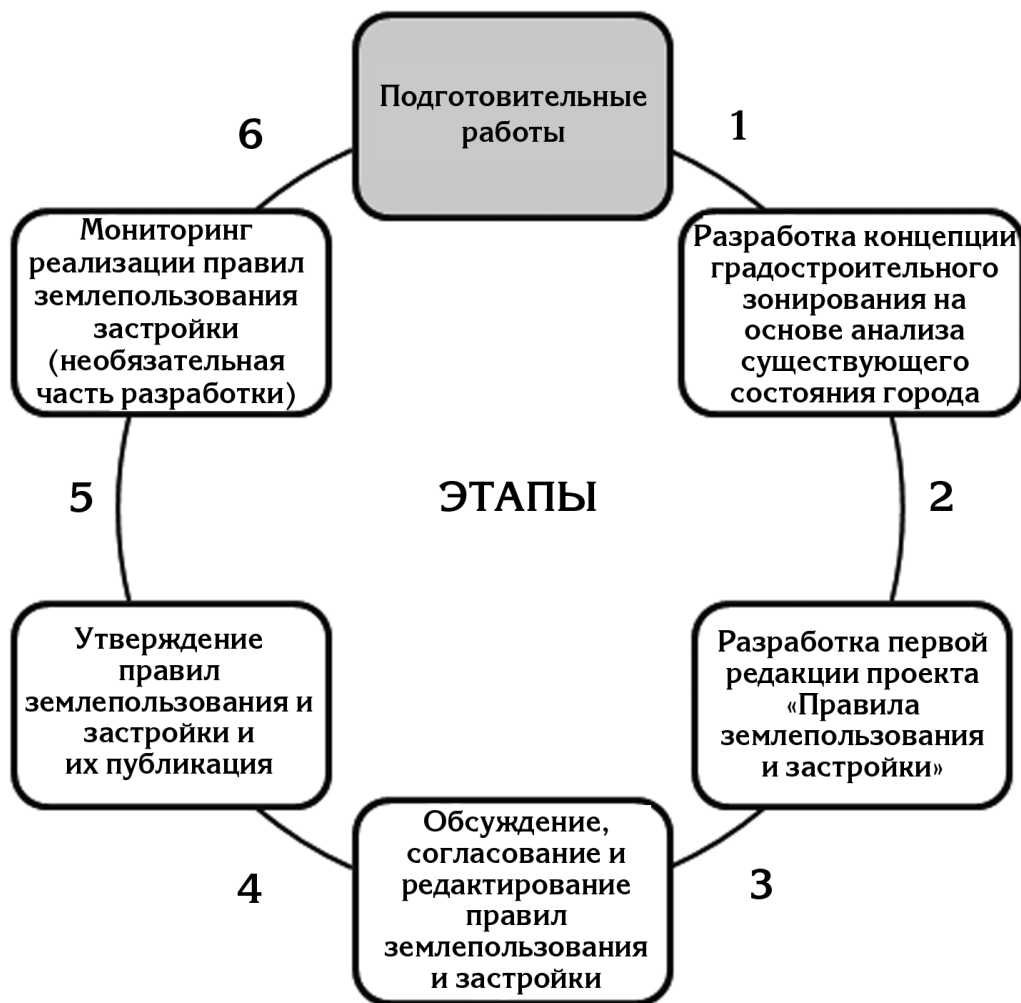 Подготовительные
работы
1
Разработка концепции
градостроительного
зонирования на
основе анализа
существующего
состояния города
2
Разработка первой
редакции проекта
«Правила
землепользования
и застройки»
3
Обсуждение,
согласование и
редактирование
правил
землепользования
и застройки
4
Утверждение
правил
землепользования и
застройки и
их публикация
5
Мониторинг
реализации правил
землепользования
застройки
(необязательная
часть разработки)
6
ЭТАПЫ